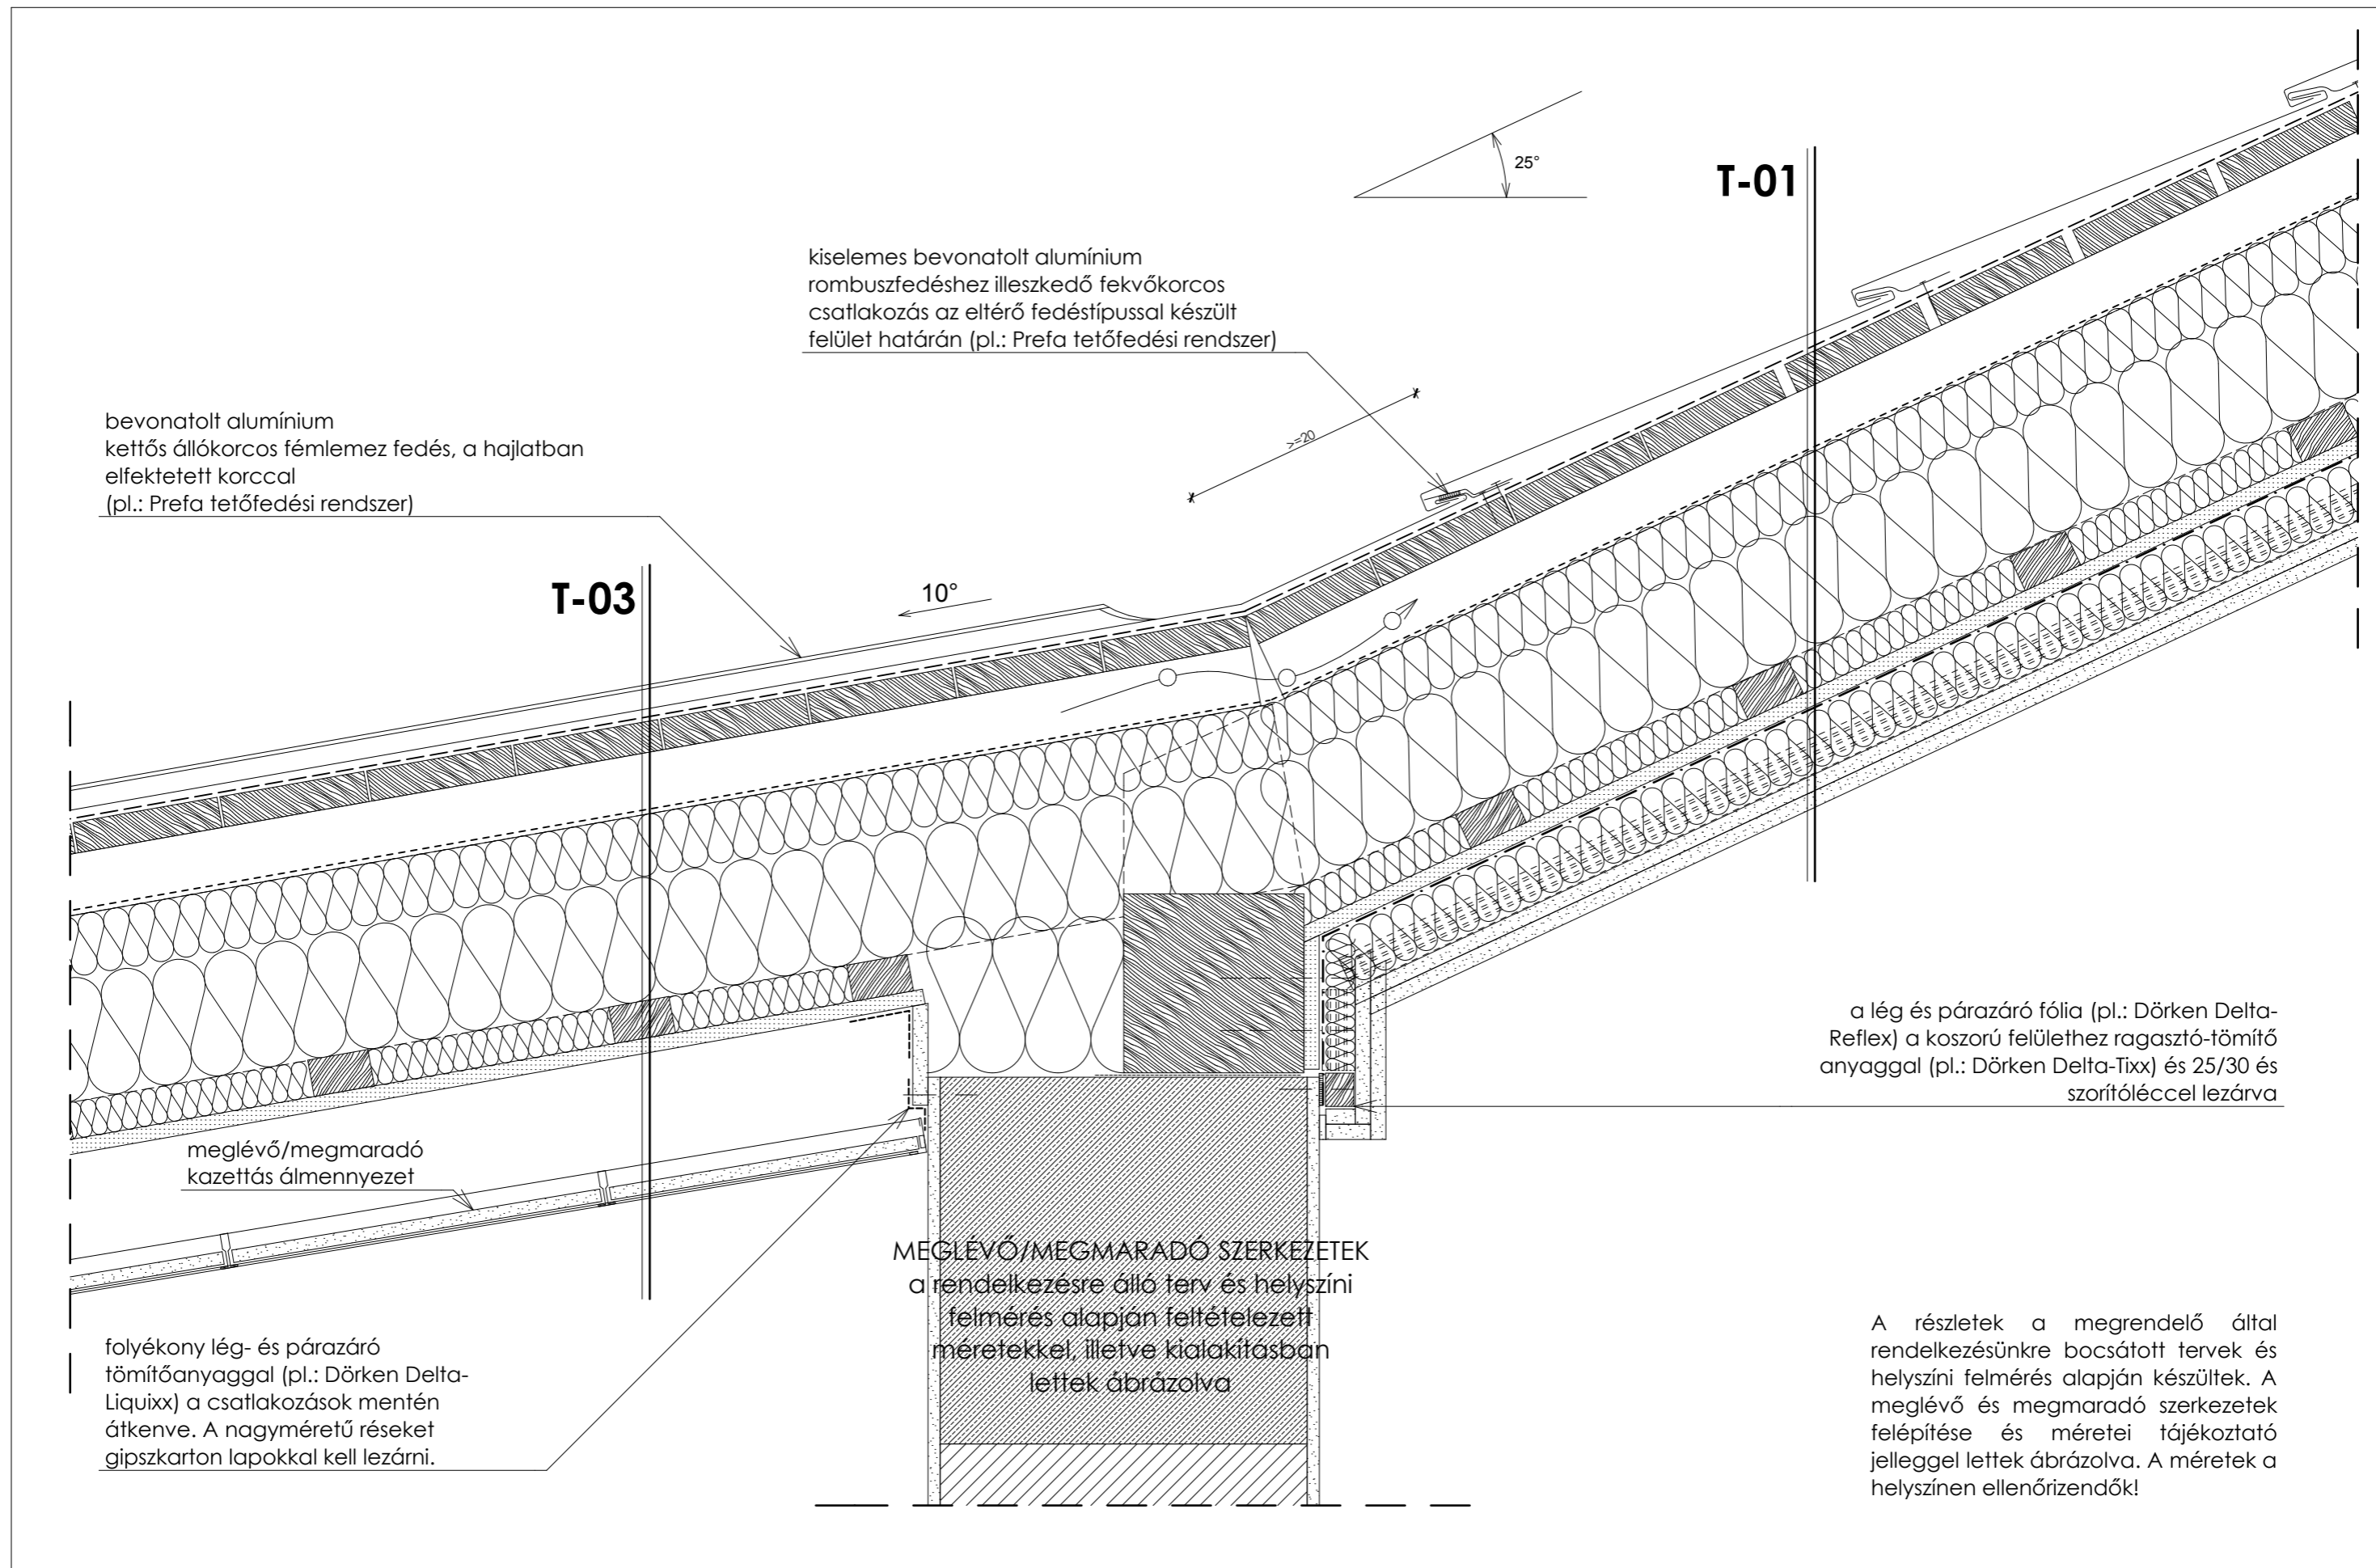 25°
T-01
kiselemes bevonatolt alumínium
rombuszfedéshez illeszkedő fekvőkorcos
csatlakozás az eltérő fedéstípussal készült
felület határán (pl.: Prefa tetőfedési rendszer)
bevonatolt alumínium
kettős állókorcos fémlemez fedés, a hajlatban
elfektetett korccal
(pl.: Prefa tetőfedési rendszer)
>=20
T-03
10°
a lég és párazáró fólia (pl.: Dörken Delta-
Reflex) a koszorú felülethez ragasztó-tömítő
anyaggal (pl.: Dörken Delta-Tixx) és 25/30 és
szorítóléccel lezárva
meglévő/megmaradó
kazettás álmennyezet
MEGLÉVŐ/MEGMARADÓ SZERKEZETEK
a rendelkezésre álló terv és helyszíni
felmérés alapján feltételezett
méretekkel, illetve kialakításban
lettek ábrázolva
folyékony lég- és párazáró
tömítőanyaggal (pl.: Dörken Delta-
Liquixx) a csatlakozások mentén
átkenve. A nagyméretű réseket
gipszkarton lapokkal kell lezárni.
A részletek a megrendelő által
rendelkezésünkre bocsátott tervek és
helyszíni felmérés alapján készültek. A
meglévő és megmaradó szerkezetek
felépítése és méretei tájékoztató
jelleggel lettek ábrázolva. A méretek a
helyszínen ellenőrizendők!